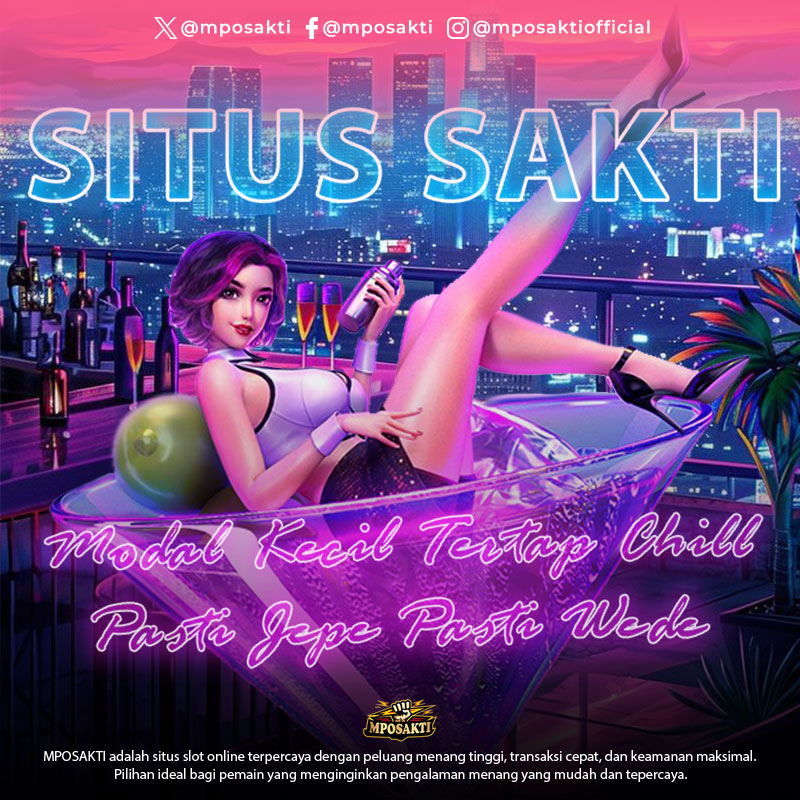 @mposakti @mposakti @mposaktiofficial
SITUS SAKTI
Modal Kecil Tertap Chill
Pasti Jepe Pasti Wede
MPOSAKTI
MPOSAKTI adalah situs slot online terpercaya dengan peluang menang tinggi, transaksi cepat, dan keamanan maksimal.
Pilihan ideal bagi pemain yang menginginkan pengalaman menang yang mudah dan tepercaya.